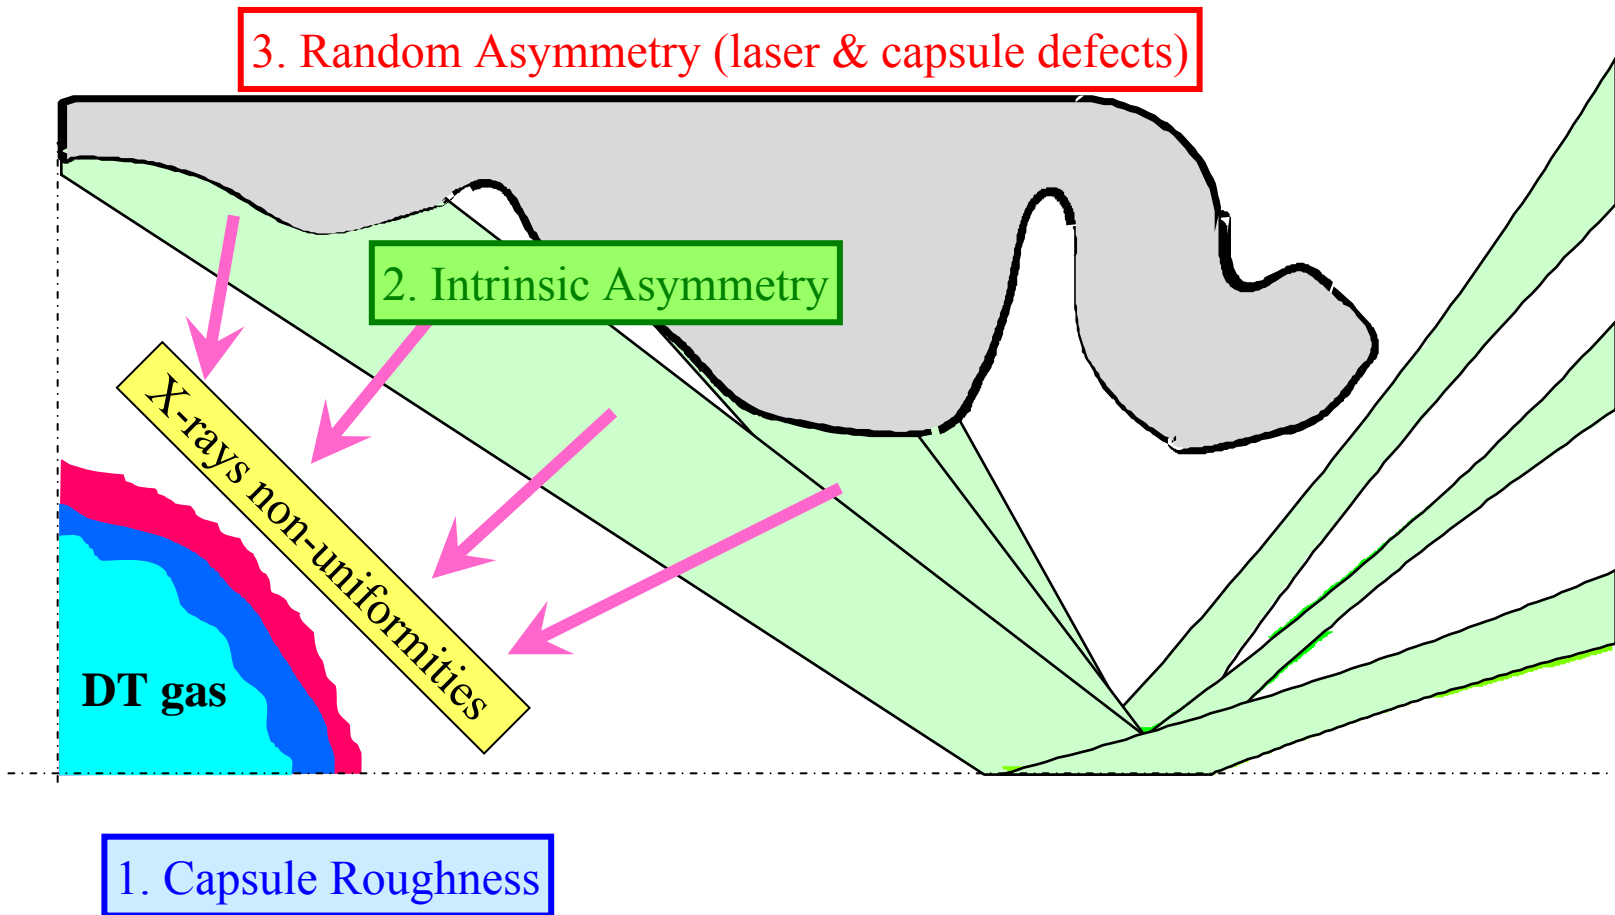 3. Random Asymmetry (laser & capsule defects)
2. Intrinsic Asymmetry
X-rays non-uniformities
DT gas
1. Capsule Roughness